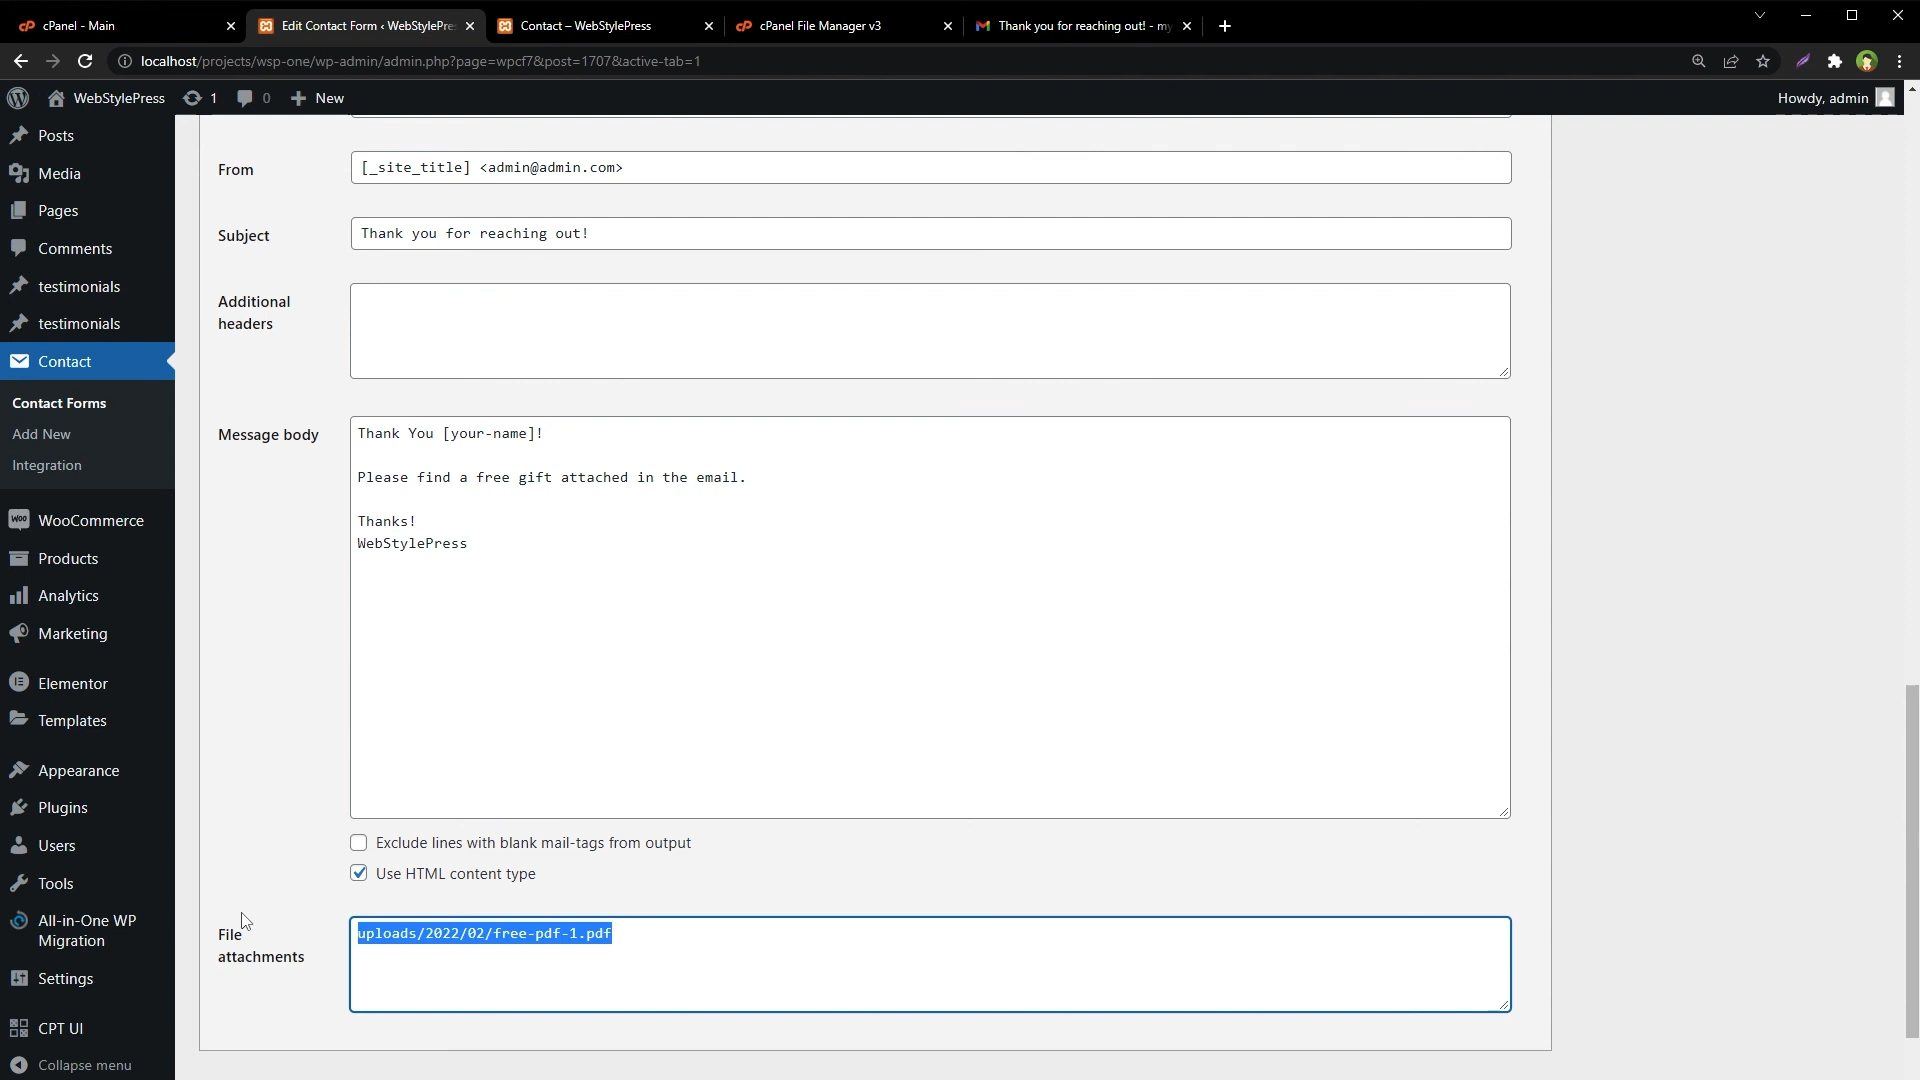 cPanel - Main
Edit Contact Form ‹ WebStylePre
Contact – WebStylePress
cPanel File Manager v3
Thank you for reaching out! - my
localhost/projects/wsp-one/wp-admin/admin.php?page=wpcf7&post=1707&active-tab=1
WebStylePress
1
0
New
Howdy, admin
Posts
Media
Pages
Comments
testimonials
testimonials
Contact
Contact Forms
Add New
Integration
WooCommerce
Products
Analytics
Marketing
Elementor
Templates
Appearance
Plugins
Users
Tools
All-in-One WP
Migration
Settings
CPT UI
Collapse menu
From
[_site_title] <admin@admin.com>
Subject
Thank you for reaching out!
Additional
headers
Message body
Thank You [your-name]!
Please find a free gift attached in the email.
Thanks!
WebStylePress
Exclude lines with blank mail-tags from output
Use HTML content type
File
attachments
uploads/2022/02/free-pdf-1.pdf